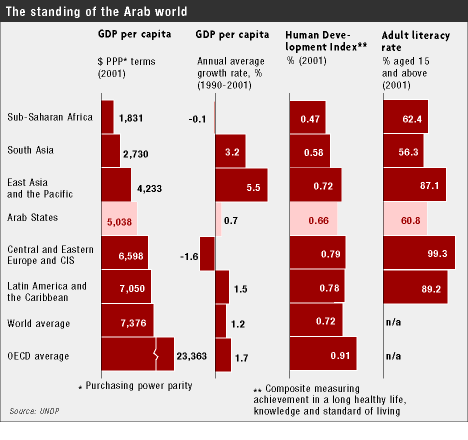 The standing of the Arab world
GDP per capita GDP per capita Human Deve- Adult literacy
lopment Index** rate
$ PPP* terms Annual average % (2001) % aged 15
(2001) growth rate, % and above
(1990-2001) (2001)
Sub-Saharan Africa 1,831 -0.1 0.47 62.4
South Asia 2,730 3.2 0.58 56.3
East Asia
and the Pacific 4,233 5.5 0.72 87.1
Arab States 5,038 0.7 0.66 60.8
Central and Eastern
Europe and CIS 6,598 -1.6 0.79 99.3
Latin America and
the Caribbean 7,050 1.5 0.78 89.2
World average 7,376 1.2 0.72 n/a
OECD average 23,363 1.7 0.91 n/a
* Purchasing power parity
** Composite measuring
achievement in a long healthy life,
knowledge and standard of living
Source: UNDP